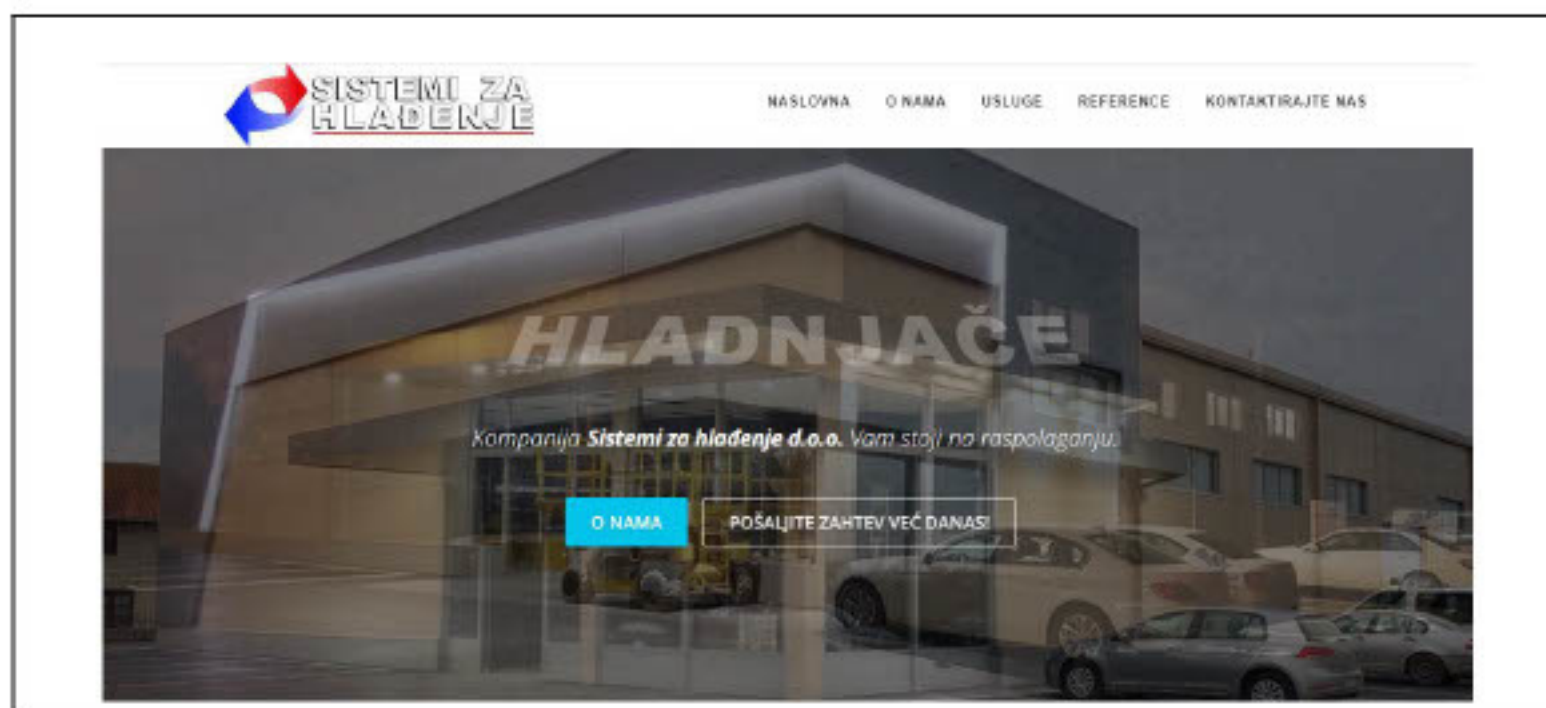 SISTEMI ZA
HLAĐENJE
NASLOVNA O NAMA USLUGE REFERENCE KONTAKTIRAJTE NAS
HLADNJAČE
Kompanija Sistemi za hlađenje d.o.o. Vam stoji na raspolaganju.
O NAMA POŠALJITE ZAHTEV VEĆ DANAS!